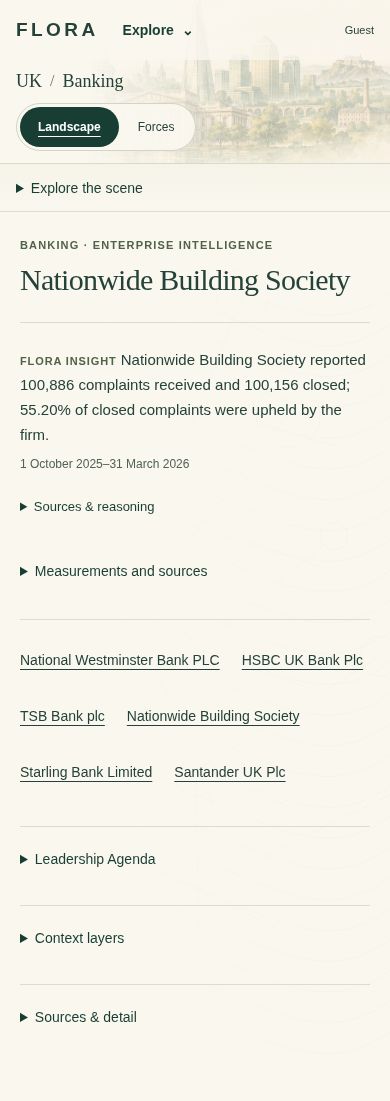 FLORA Explore Guest
UK / Banking
Landscape Forces
Explore the scene
BANKING · ENTERPRISE INTELLIGENCE
Nationwide Building Society
FLORA INSIGHT Nationwide Building Society reported
100,886 complaints received and 100,156 closed;
55.20% of closed complaints were upheld by the
firm.
1 October 2025–31 March 2026
Sources & reasoning
Measurements and sources
National Westminster Bank PLC HSBC UK Bank Plc
TSB Bank plc Nationwide Building Society
Starling Bank Limited Santander UK Plc
Leadership Agenda
Context layers
Sources & detail